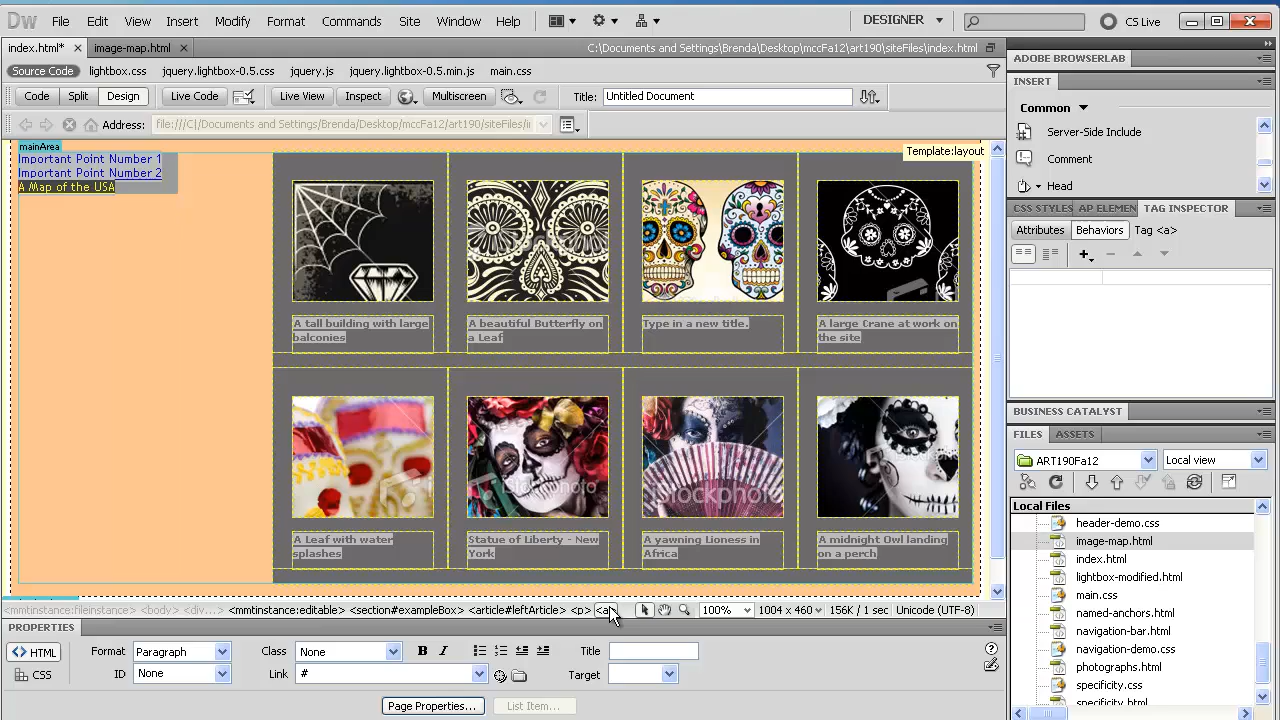 Dw File Edit View Insert Modify Format Commands Site Window Help DESIGNER CS Live
index.html* image-map.html C:\Documents and Settings\Brenda\Desktop\mccFa12\art190\siteFiles\index.html
Source Code lightbox.css jquery.lightbox-0.5.css jquery.js jquery.lightbox-0.5.min.js main.css
Code Split Design Live Code Live View Inspect Multiscreen Title: Untitled Document
Address: file:///C|/Documents and Settings/Brenda/Desktop/mccFa12/art190/siteFiles/i
mainArea
Template:layout
Important Point Number 1
Important Point Number 2
A Map of the USA
A tall building with large balconies
A beautiful Butterfly on a Leaf
Type in a new title.
A large Crane at work on the site
iStockphoto
iStockphoto
A Leaf with water splashes
Statue of Liberty - New York
A yawning Lioness in Africa
A midnight Owl landing on a perch
<mmtinstance:fileinstance> <body> <div... <mmtinstance:editable> <section#exampleBox> <article#leftArticle> <p> <a> 100% 1004 x 460 156K / 1 sec Unicode (UTF-8)
PROPERTIES
HTML Format Paragraph Class None B I Title
CSS ID None Link # Target
Page Properties... List Item...
ADOBE BROWSERLAB
INSERT
Common
Server-Side Include
Comment
Head
CSS STYLES AP ELEMEN TAG INSPECTOR
Attributes Behaviors Tag <a>
BUSINESS CATALYST
FILES ASSETS
ART190Fa12 Local view
Local Files
header-demo.css
image-map.html
index.html
lightbox-modified.html
main.css
named-anchors.html
navigation-bar.html
navigation-demo.css
photographs.html
specificity.css
specificity.html